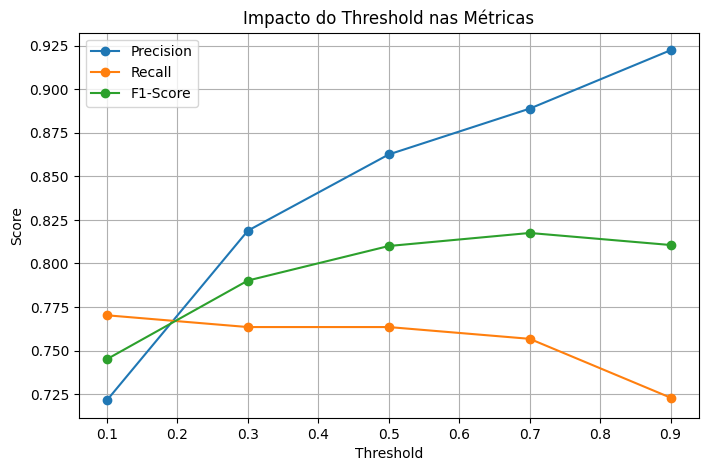 Impacto do Threshold nas Métricas
Precision
Recall
F1-Score
0.925
0.900
0.875
0.850
0.825
0.800
0.775
0.750
0.725
Score
0.1 0.2 0.3 0.4 0.5 0.6 0.7 0.8 0.9
Threshold